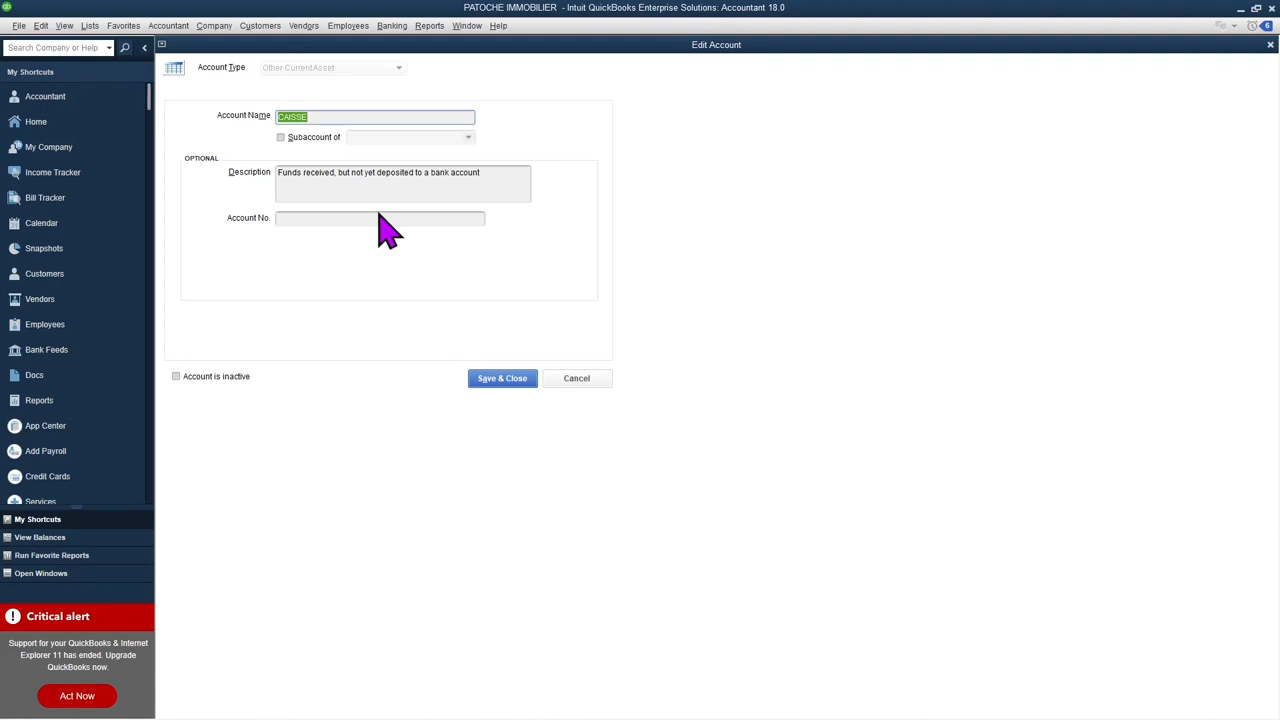 PATOCHE IMMOBILIER - Intuit QuickBooks Enterprise Solutions: Accountant 18.0
File Edit View Lists Favorites Accountant Company Customers Vendors Employees Banking Reports Window Help
6
Search Company or Help
Edit Account
My Shortcuts
Accountant
Home
My Company
Income Tracker
Bill Tracker
Calendar
Snapshots
Customers
Vendors
Employees
Bank Feeds
Docs
Reports
App Center
Add Payroll
Credit Cards
Services
My Shortcuts
View Balances
Run Favorite Reports
Open Windows
Critical alert
Support for your QuickBooks & Internet
Explorer 11 has ended. Upgrade
QuickBooks now.
Act Now
Account Type Other Current Asset
Account Name CAISSE
Subaccount of
OPTIONAL
Description Funds received, but not yet deposited to a bank account
Account No.
Account is inactive
Save & Close Cancel